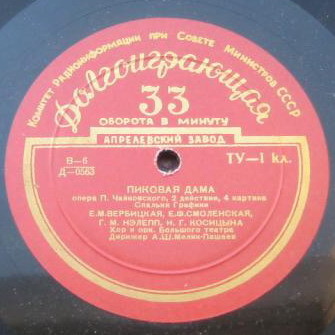 Комитет Радиоинформации при Совете Министров СССР
Долгоиграющая
33
ОБОРОТА В МИНУТУ
АПРЕЛЕВСКИЙ ЗАВОД
В—6
Д—0563
ТУ—1 кл.
ПИКОВАЯ ДАМА
опера П. Чайковского, 2 действие, 4 картина
Спальня Графини
Е.М.ВЕРБИЦКАЯ, Е.Ф.СМОЛЕНСКАЯ,
Г. М. НЭЛЕПП, Н. Г. КОСИЦЫНА
Хор и орк. Большого театра
Дирижер А.Ш.Мелик-Пашаев